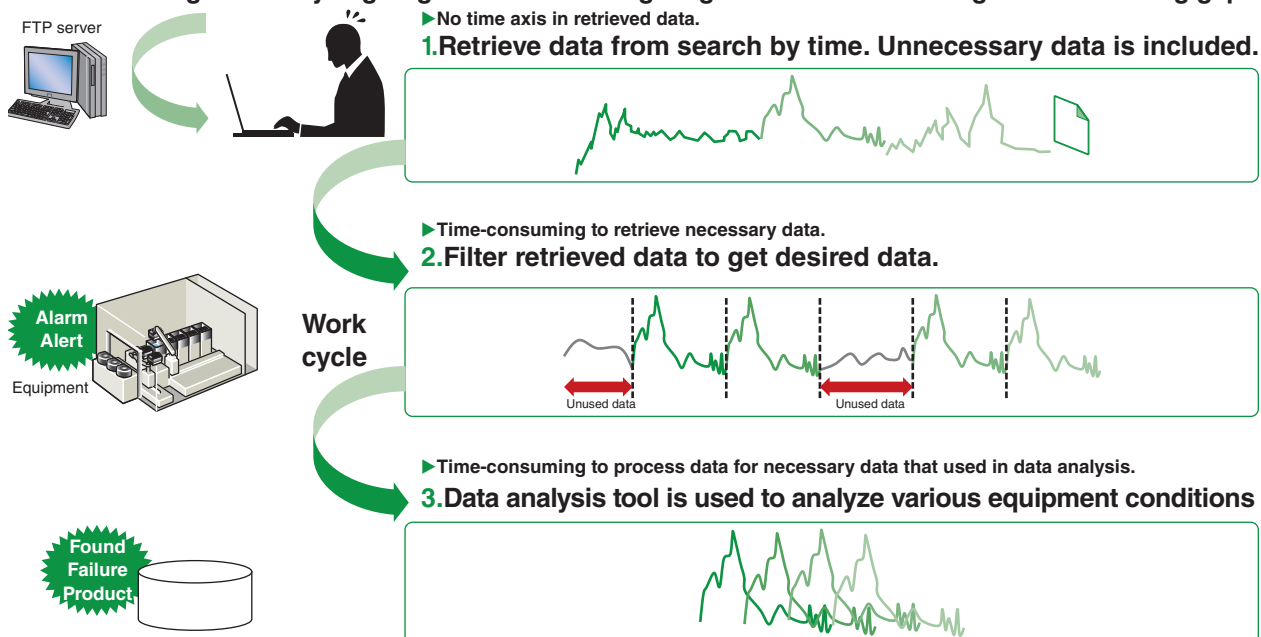 FTP server
▶No time axis in retrieved data.
1.Retrieve data from search by time. Unnecessary data is included.
▶Time-consuming to retrieve necessary data.
2.Filter retrieved data to get desired data.
Alarm
Alert
Equipment
Work
cycle
Unused data
Unused data
▶Time-consuming to process data for necessary data that used in data analysis.
3.Data analysis tool is used to analyze various equipment conditions
Found
Failure
Product